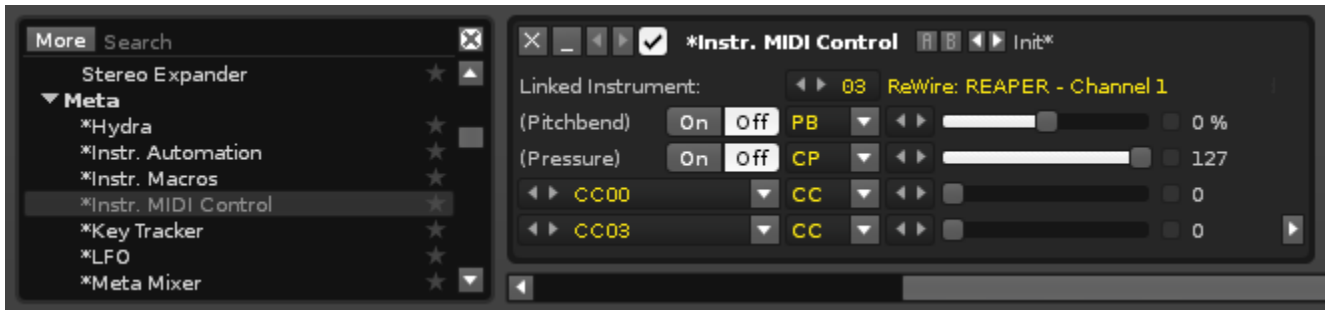 More Search
Stereo Expander
Meta
*Hydra
*Instr. Automation
*Instr. Macros
*Instr. MIDI Control
*Key Tracker
*LFO
*Meta Mixer
*Instr. MIDI Control A B Init*
Linked Instrument: 03 ReWire: REAPER - Channel 1
(Pitchbend) On Off PB 0 %
(Pressure) On Off CP 127
CC00 CC 0
CC03 CC 0